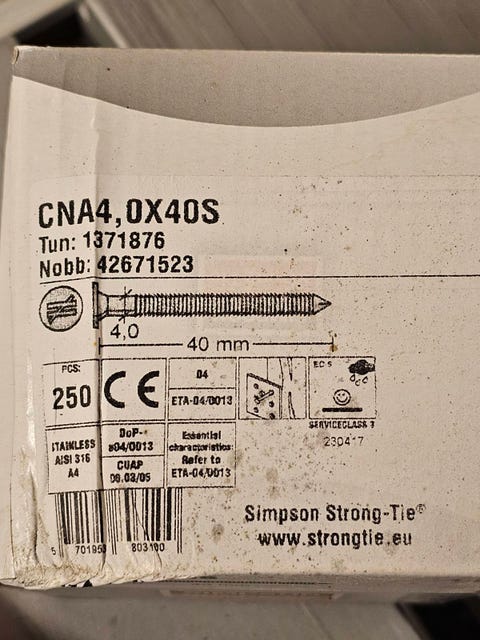 CNA4,0X40S
Tun: 1371876
Nobb: 42671523
4,0
40 mm
PCS:
250
CE
04
ETA-04/0013
EC 5
SERVICECLASS 3
230417
STAINLESS
AISI 316
A4
DoP-
e04/0013
CUAP
06.03/05
Essential
characteristics:
Refer to
ETA-04/0013
Simpson Strong-Tie®
www.strongtie.eu
5